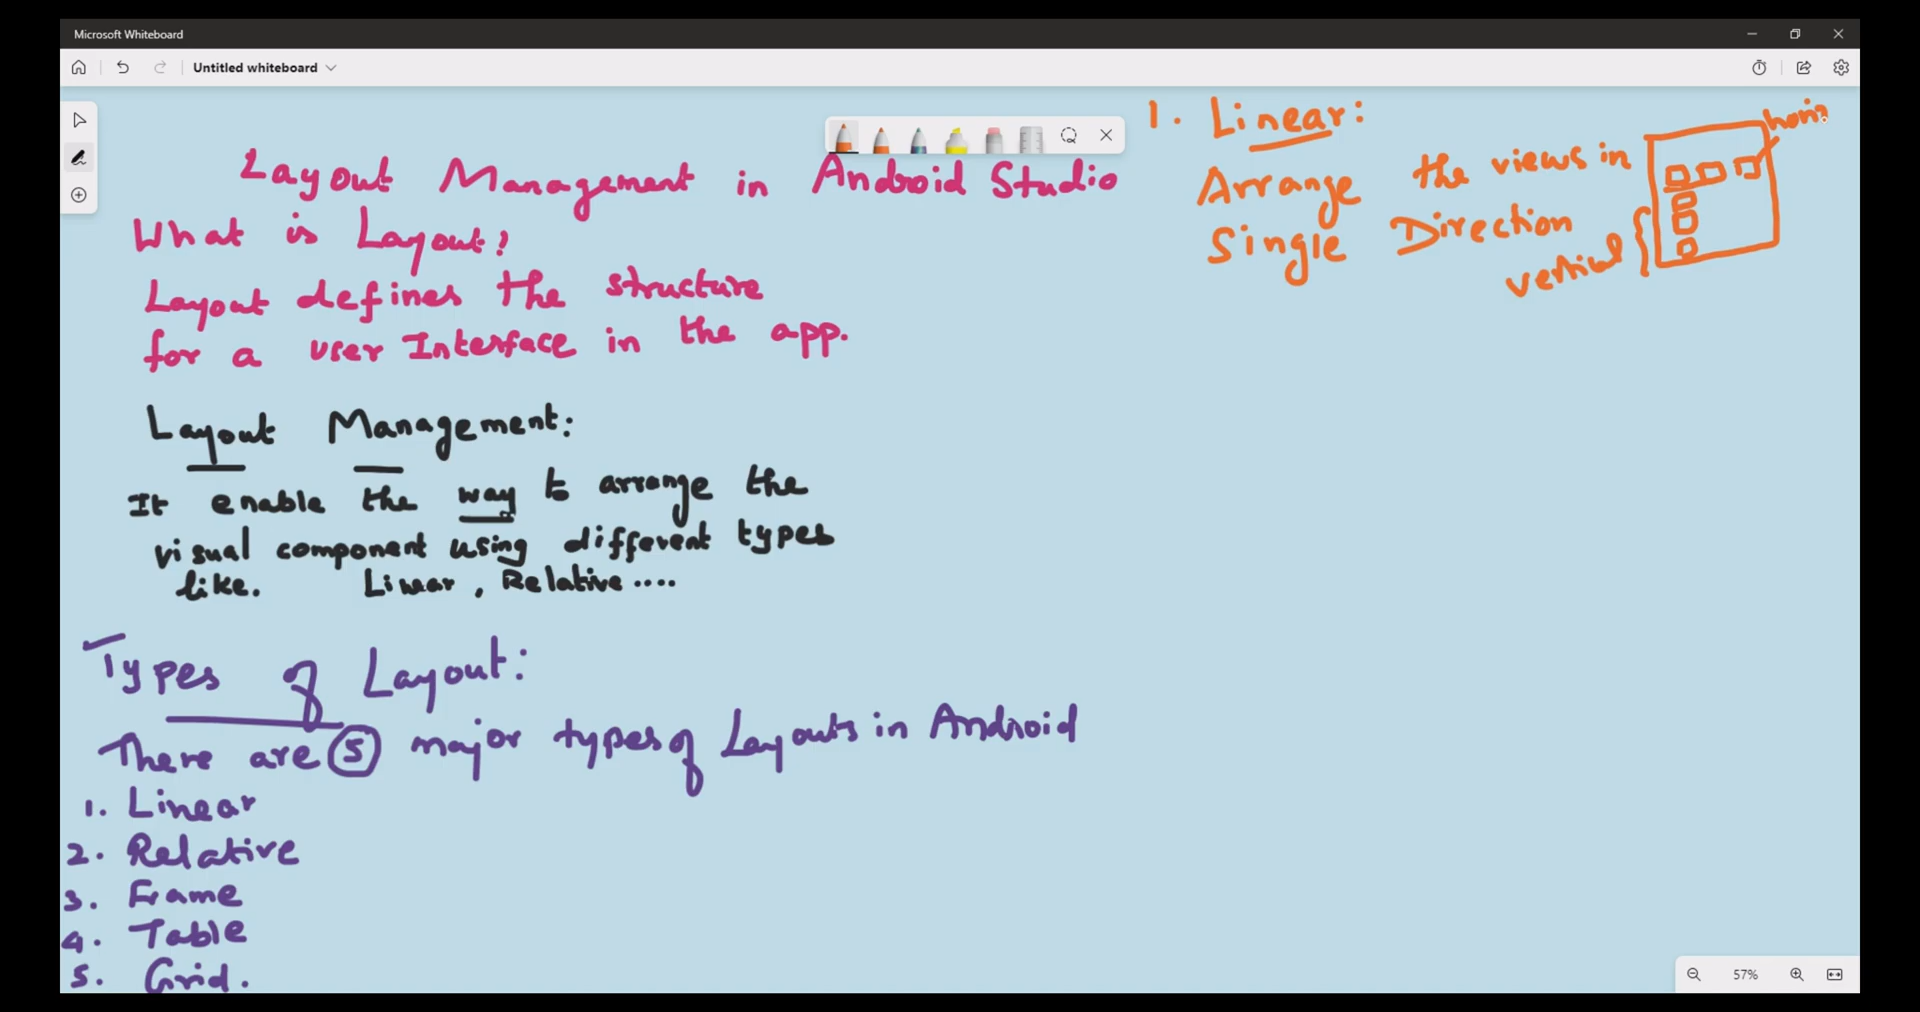 Microsoft Whiteboard
Untitled whiteboard
Layout Management in Android Studio
What is Layout?
Layout defines the structure
for a user Interface in the app.
Layout Management:
It enable the way to arrange the
visual component using different types
like. Linear, Relative ....
Types of Layout:
There are 5 major types of Layouts in Android
1. Linear
2. Relative
3. Frame
4. Table
5. Grid.
1. Linear:
Arrange the views in
Single Direction
vertical
hori
57%